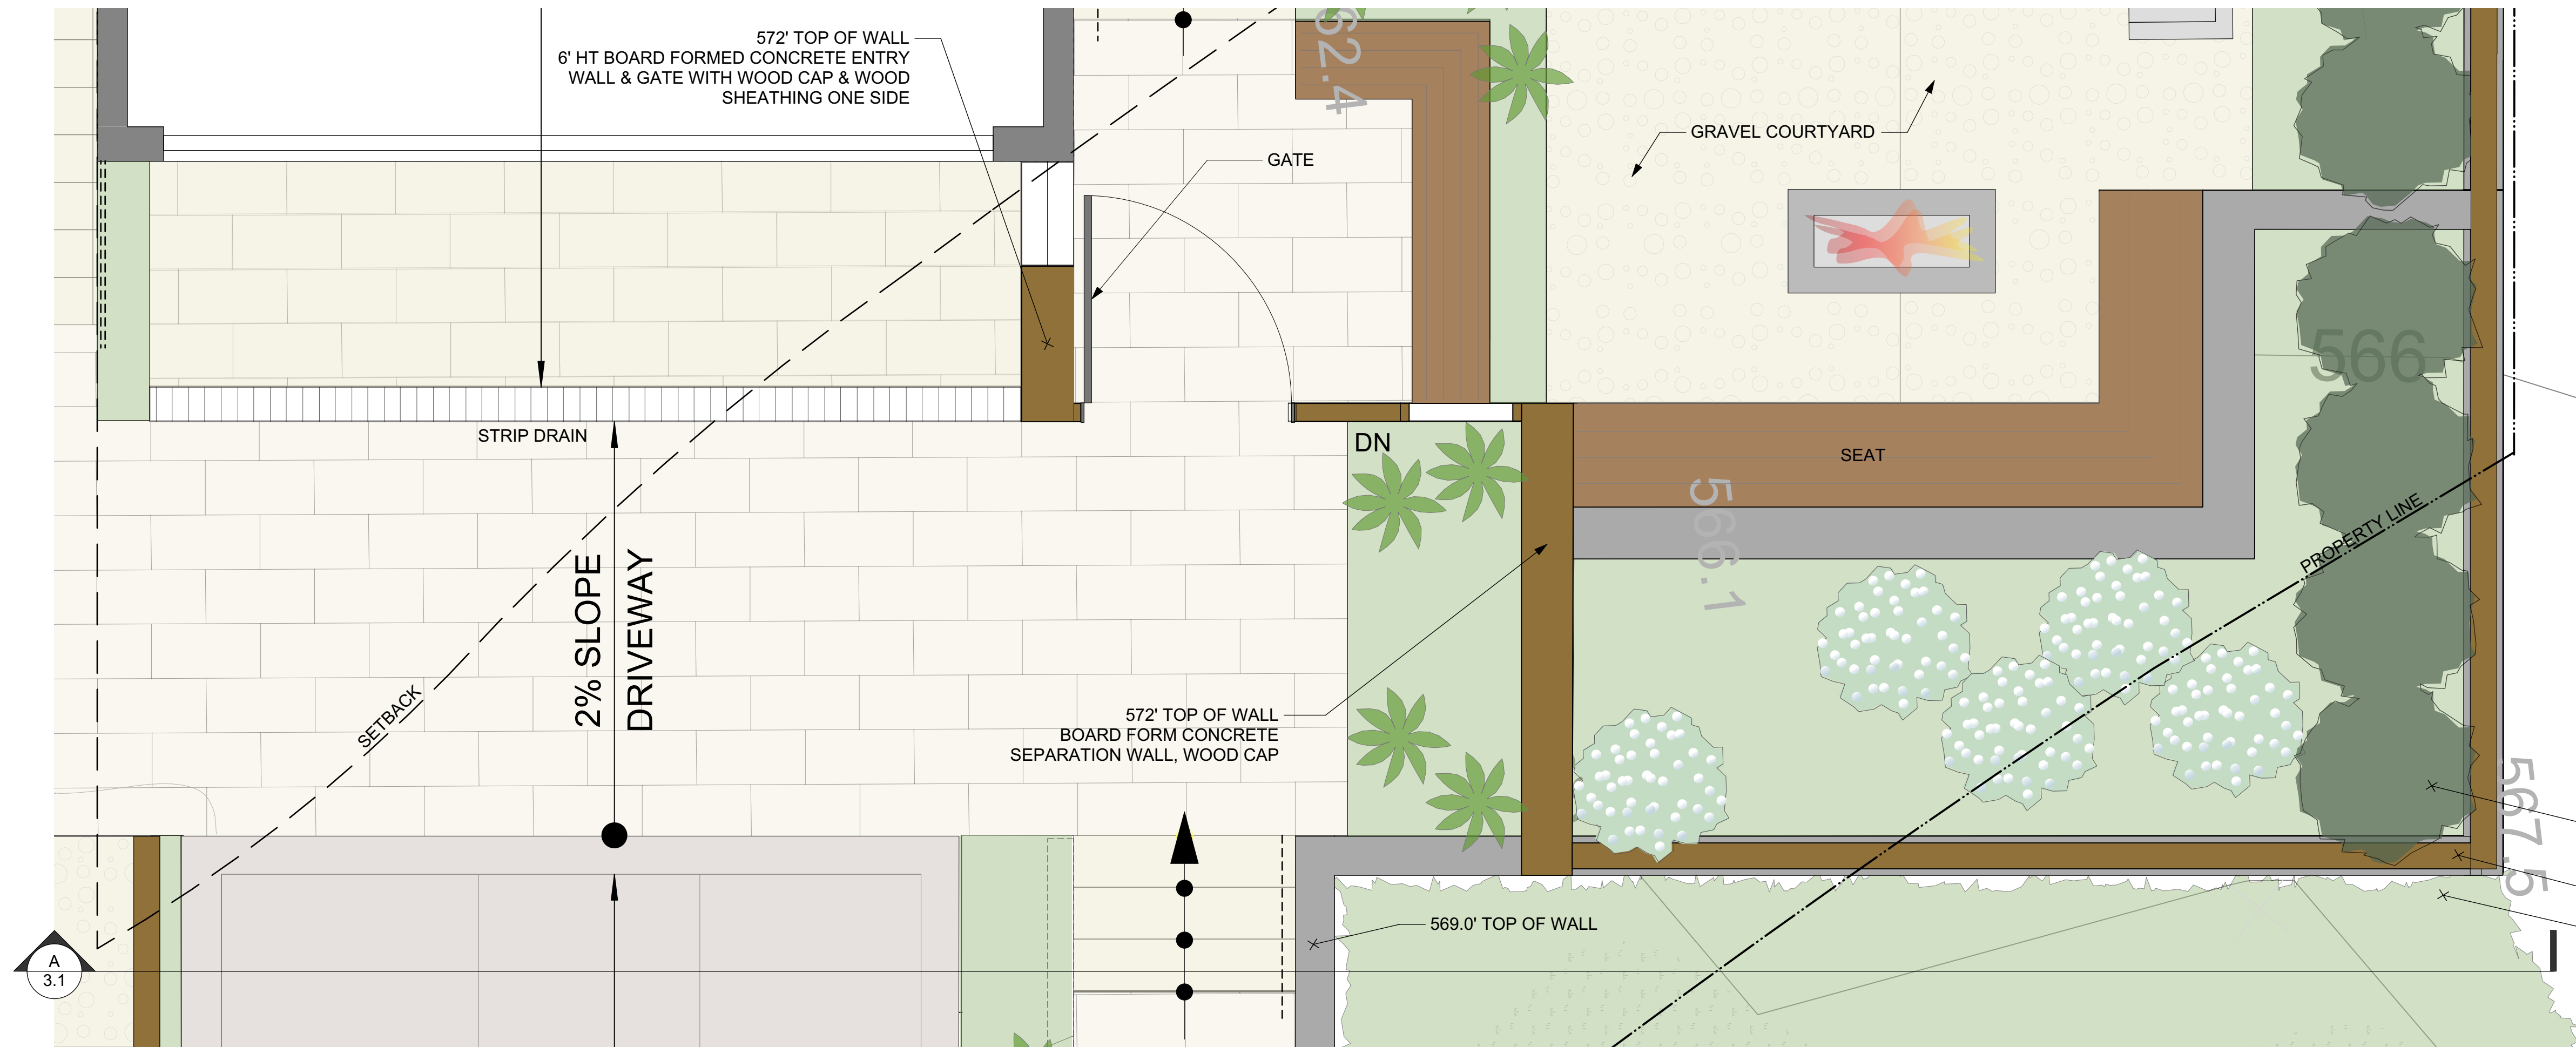 572' TOP OF WALL
6' HT BOARD FORMED CONCRETE ENTRY
WALL & GATE WITH WOOD CAP & WOOD
SHEATHING ONE SIDE
62.4
GATE
GRAVEL COURTYARD
566
STRIP DRAIN
DN
SEAT
566.1
PROPERTY LINE
2% SLOPE
DRIVEWAY
SETBACK
572' TOP OF WALL
BOARD FORM CONCRETE
SEPARATION WALL, WOOD CAP
567.5
569.0' TOP OF WALL
A
3.1